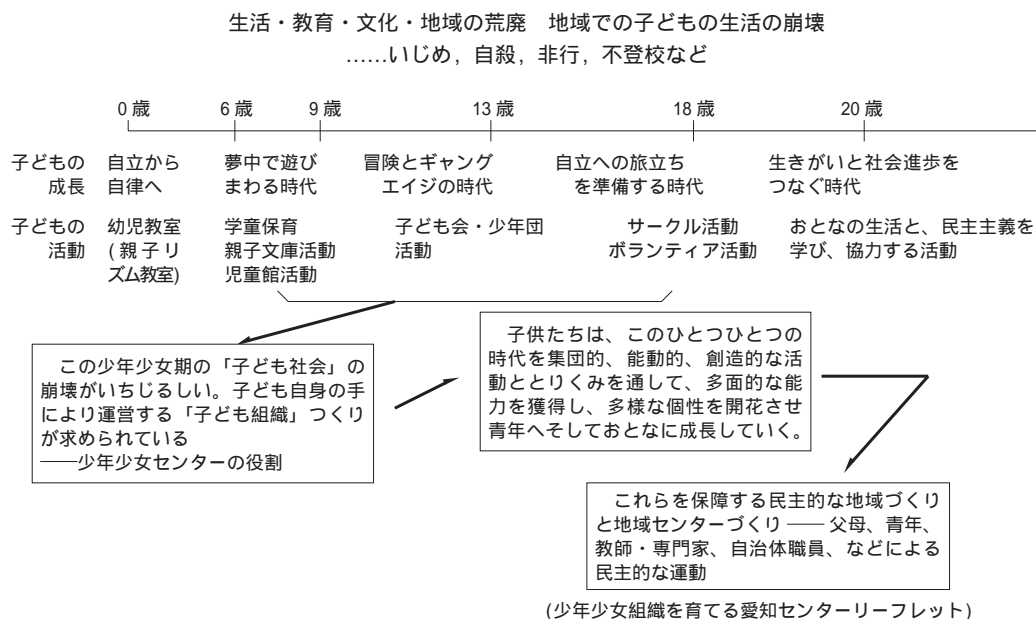 生活・教育・文化・地域の荒廃　地域での子どもの生活の崩壊
……いじめ，自殺，非行，不登校など
0 歳　6 歳　9 歳　13 歳　18 歳　20 歳
子どもの成長
自立から
自律へ
夢中で遊び
まわる時代
冒険とギャング
エイジの時代
自立への旅立ち
を準備する時代
生きがいと社会進歩を
つなぐ時代
子どもの
活動
幼児教室
(親子リ
ズム教室)
学童保育
親子文庫活動
児童館活動
子ども会・少年団
活動
サークル活動
ボランティア活動
おとなの生活と、民主主義を
学び、協力する活動
この少年少女期の「子ども社会」の
崩壊がいちじるしい。子ども自身の手
により運営する「子ども組織」つくり
が求められている
──少年少女センターの役割
子供たちは、このひとつひとつの
時代を集団的、能動的、創造的な活
動ととりくみを通して、多面的な能
力を獲得し、多様な個性を開花させ
青年へそしておとなに成長していく。
これらを保障する民主的な地域づくり
と地域センターづくり ── 父母、青年、
教師・専門家、自治体職員、などによる
民主的な運動
(少年少女組織を育てる愛知センターリーフレット)